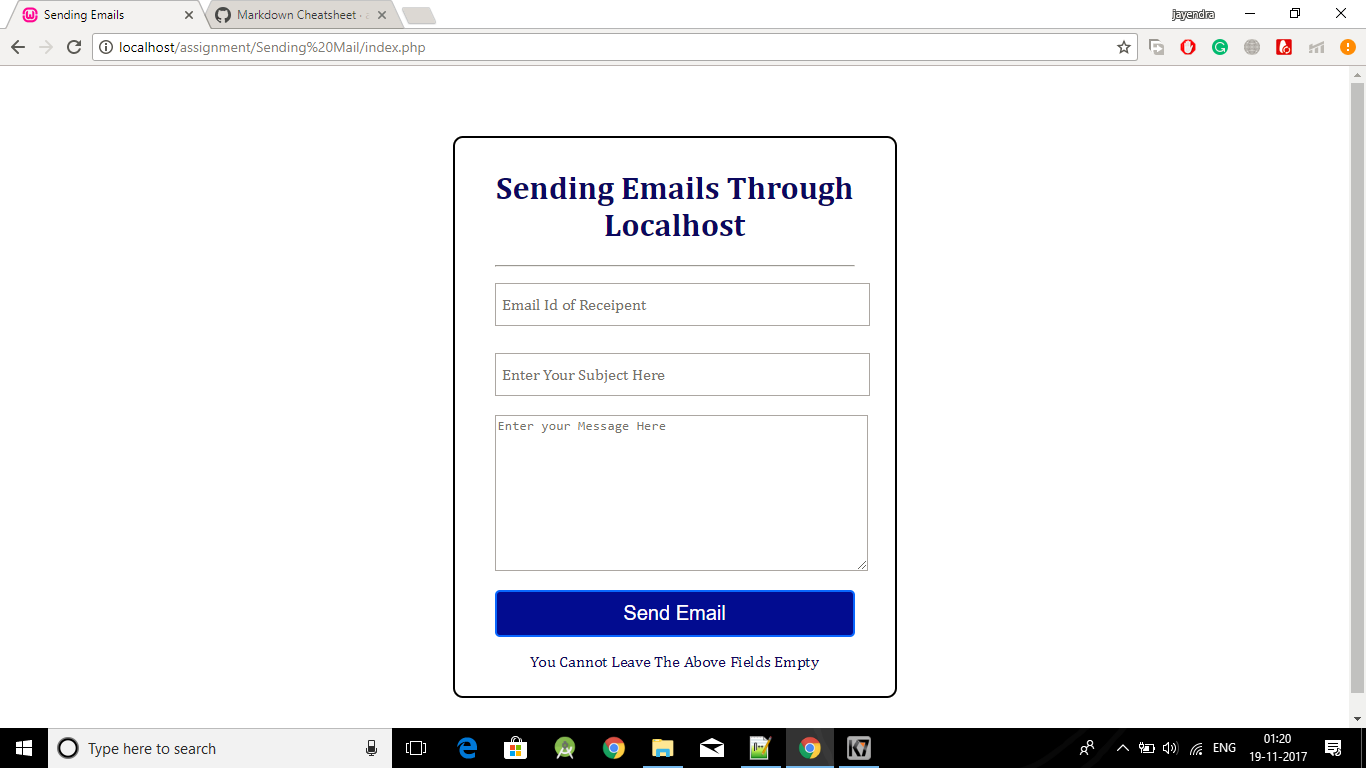 Sending Emails
Markdown Cheatsheet ·
jayendra
localhost/assignment/Sending%20Mail/index.php
Sending Emails Through
Localhost
Email Id of Receipent
Enter Your Subject Here
Enter your Message Here
Send Email
You Cannot Leave The Above Fields Empty
Type here to search
ENG
01:20
19-11-2017